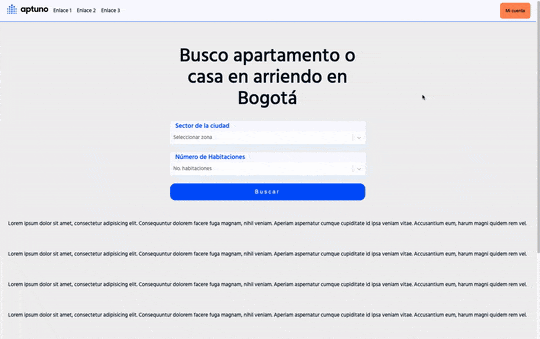 aptuno Enlace 1 Enlace 2 Enlace 3 Mi cuenta
Busco apartamento o
casa en arriendo en
Bogotá
Sector de la ciudad
Seleccionar zona
Número de Habitaciones
No. habitaciones
Buscar
Lorem ipsum dolor sit amet, consectetur adipisicing elit. Consequuntur dolorem facere fuga magnam, nihil veniam. Aperiam aspernatur cumque cupiditate id ipsa veniam vitae. Accusantium eum, harum magni quidem rem vel.
Lorem ipsum dolor sit amet, consectetur adipisicing elit. Consequuntur dolorem facere fuga magnam, nihil veniam. Aperiam aspernatur cumque cupiditate id ipsa veniam vitae. Accusantium eum, harum magni quidem rem vel.
Lorem ipsum dolor sit amet, consectetur adipisicing elit. Consequuntur dolorem facere fuga magnam, nihil veniam. Aperiam aspernatur cumque cupiditate id ipsa veniam vitae. Accusantium eum, harum magni quidem rem vel.
Lorem ipsum dolor sit amet, consectetur adipisicing elit. Consequuntur dolorem facere fuga magnam, nihil veniam. Aperiam aspernatur cumque cupiditate id ipsa veniam vitae. Accusantium eum, harum magni quidem rem vel.